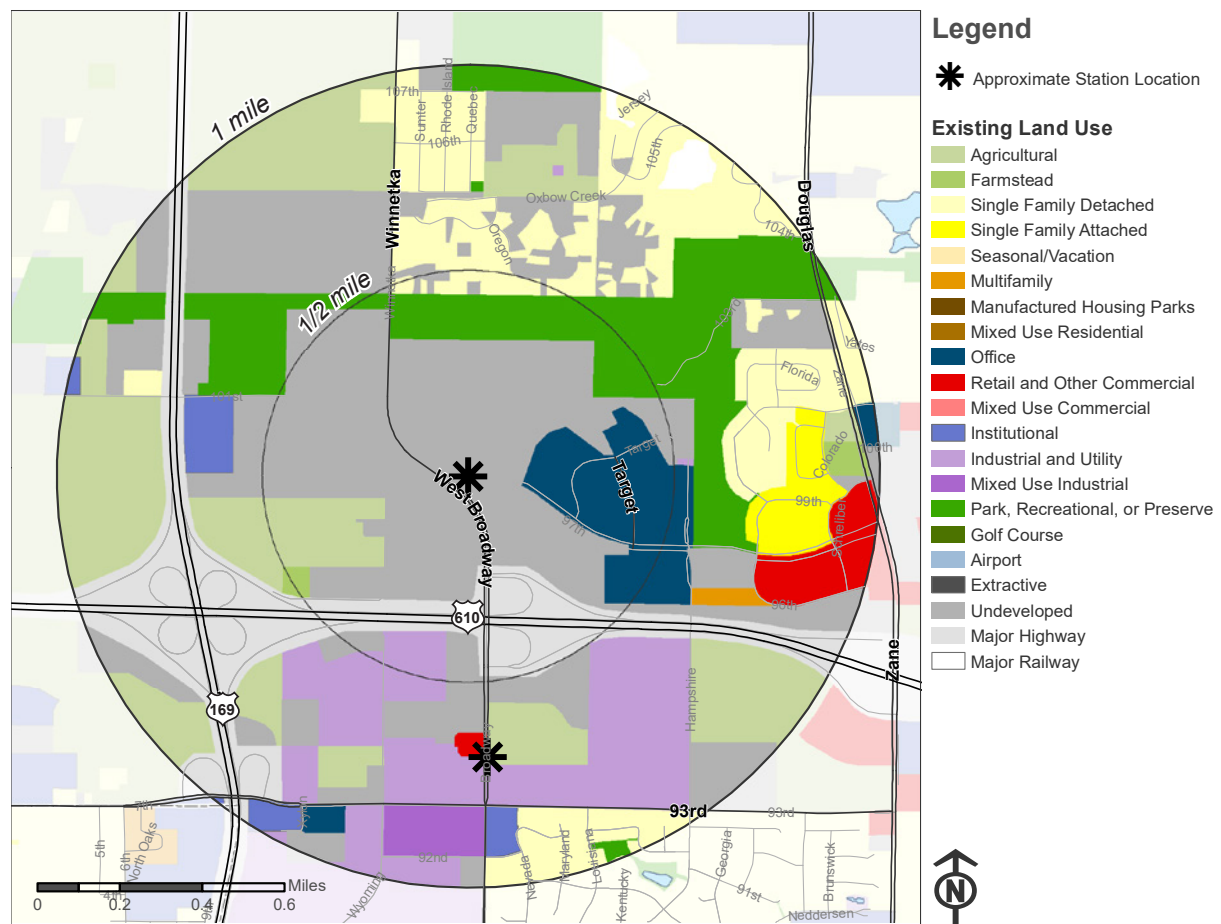 Legend
Approximate Station Location
Existing Land Use
Agricultural
Farmstead
Single Family Detached
Single Family Attached
Seasonal/Vacation
Multifamily
Manufactured Housing Parks
Mixed Use Residential
Office
Retail and Other Commercial
Mixed Use Commercial
Institutional
Industrial and Utility
Mixed Use Industrial
Park, Recreational, or Preserve
Golf Course
Airport
Extractive
Undeveloped
Major Highway
Major Railway
1 mile
1/2 mile
107th
Sumter
Rhode Island
Quebec
106th
Jersey
105th
Winnetka
Oxbow Creek
Oregon
Douglas
104th
Yates
Florida
Zane
Colorado
100th
99th
Target
Target
97th
West Broadway
96th
610
169
Zane
Hampshire
Broadway
93rd
93rd
5th
6th
North Oaks
92nd
Wyoming
Nevada
Maryland
Louisiana
Kentucky
Georgia
91st
Brunswick
Neddersen
Miles
0
0.2
0.4
0.6
N